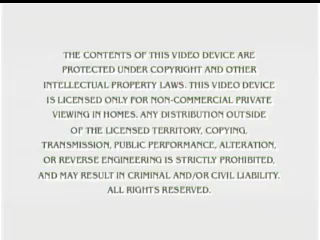 THE CONTENTS OF THIS VIDEO DEVICE ARE
PROTECTED UNDER COPYRIGHT AND OTHER
INTELLECTUAL PROPERTY LAWS. THIS VIDEO DEVICE
IS LICENSED ONLY FOR NON-COMMERCIAL PRIVATE
VIEWING IN HOMES. ANY DISTRIBUTION OUTSIDE
OF THE LICENSED TERRITORY, COPYING,
TRANSMISSION, PUBLIC PERFORMANCE, ALTERATION,
OR REVERSE ENGINEERING IS STRICTLY PROHIBITED,
AND MAY RESULT IN CRIMINAL AND/OR CIVIL LIABILITY.
ALL RIGHTS RESERVED.